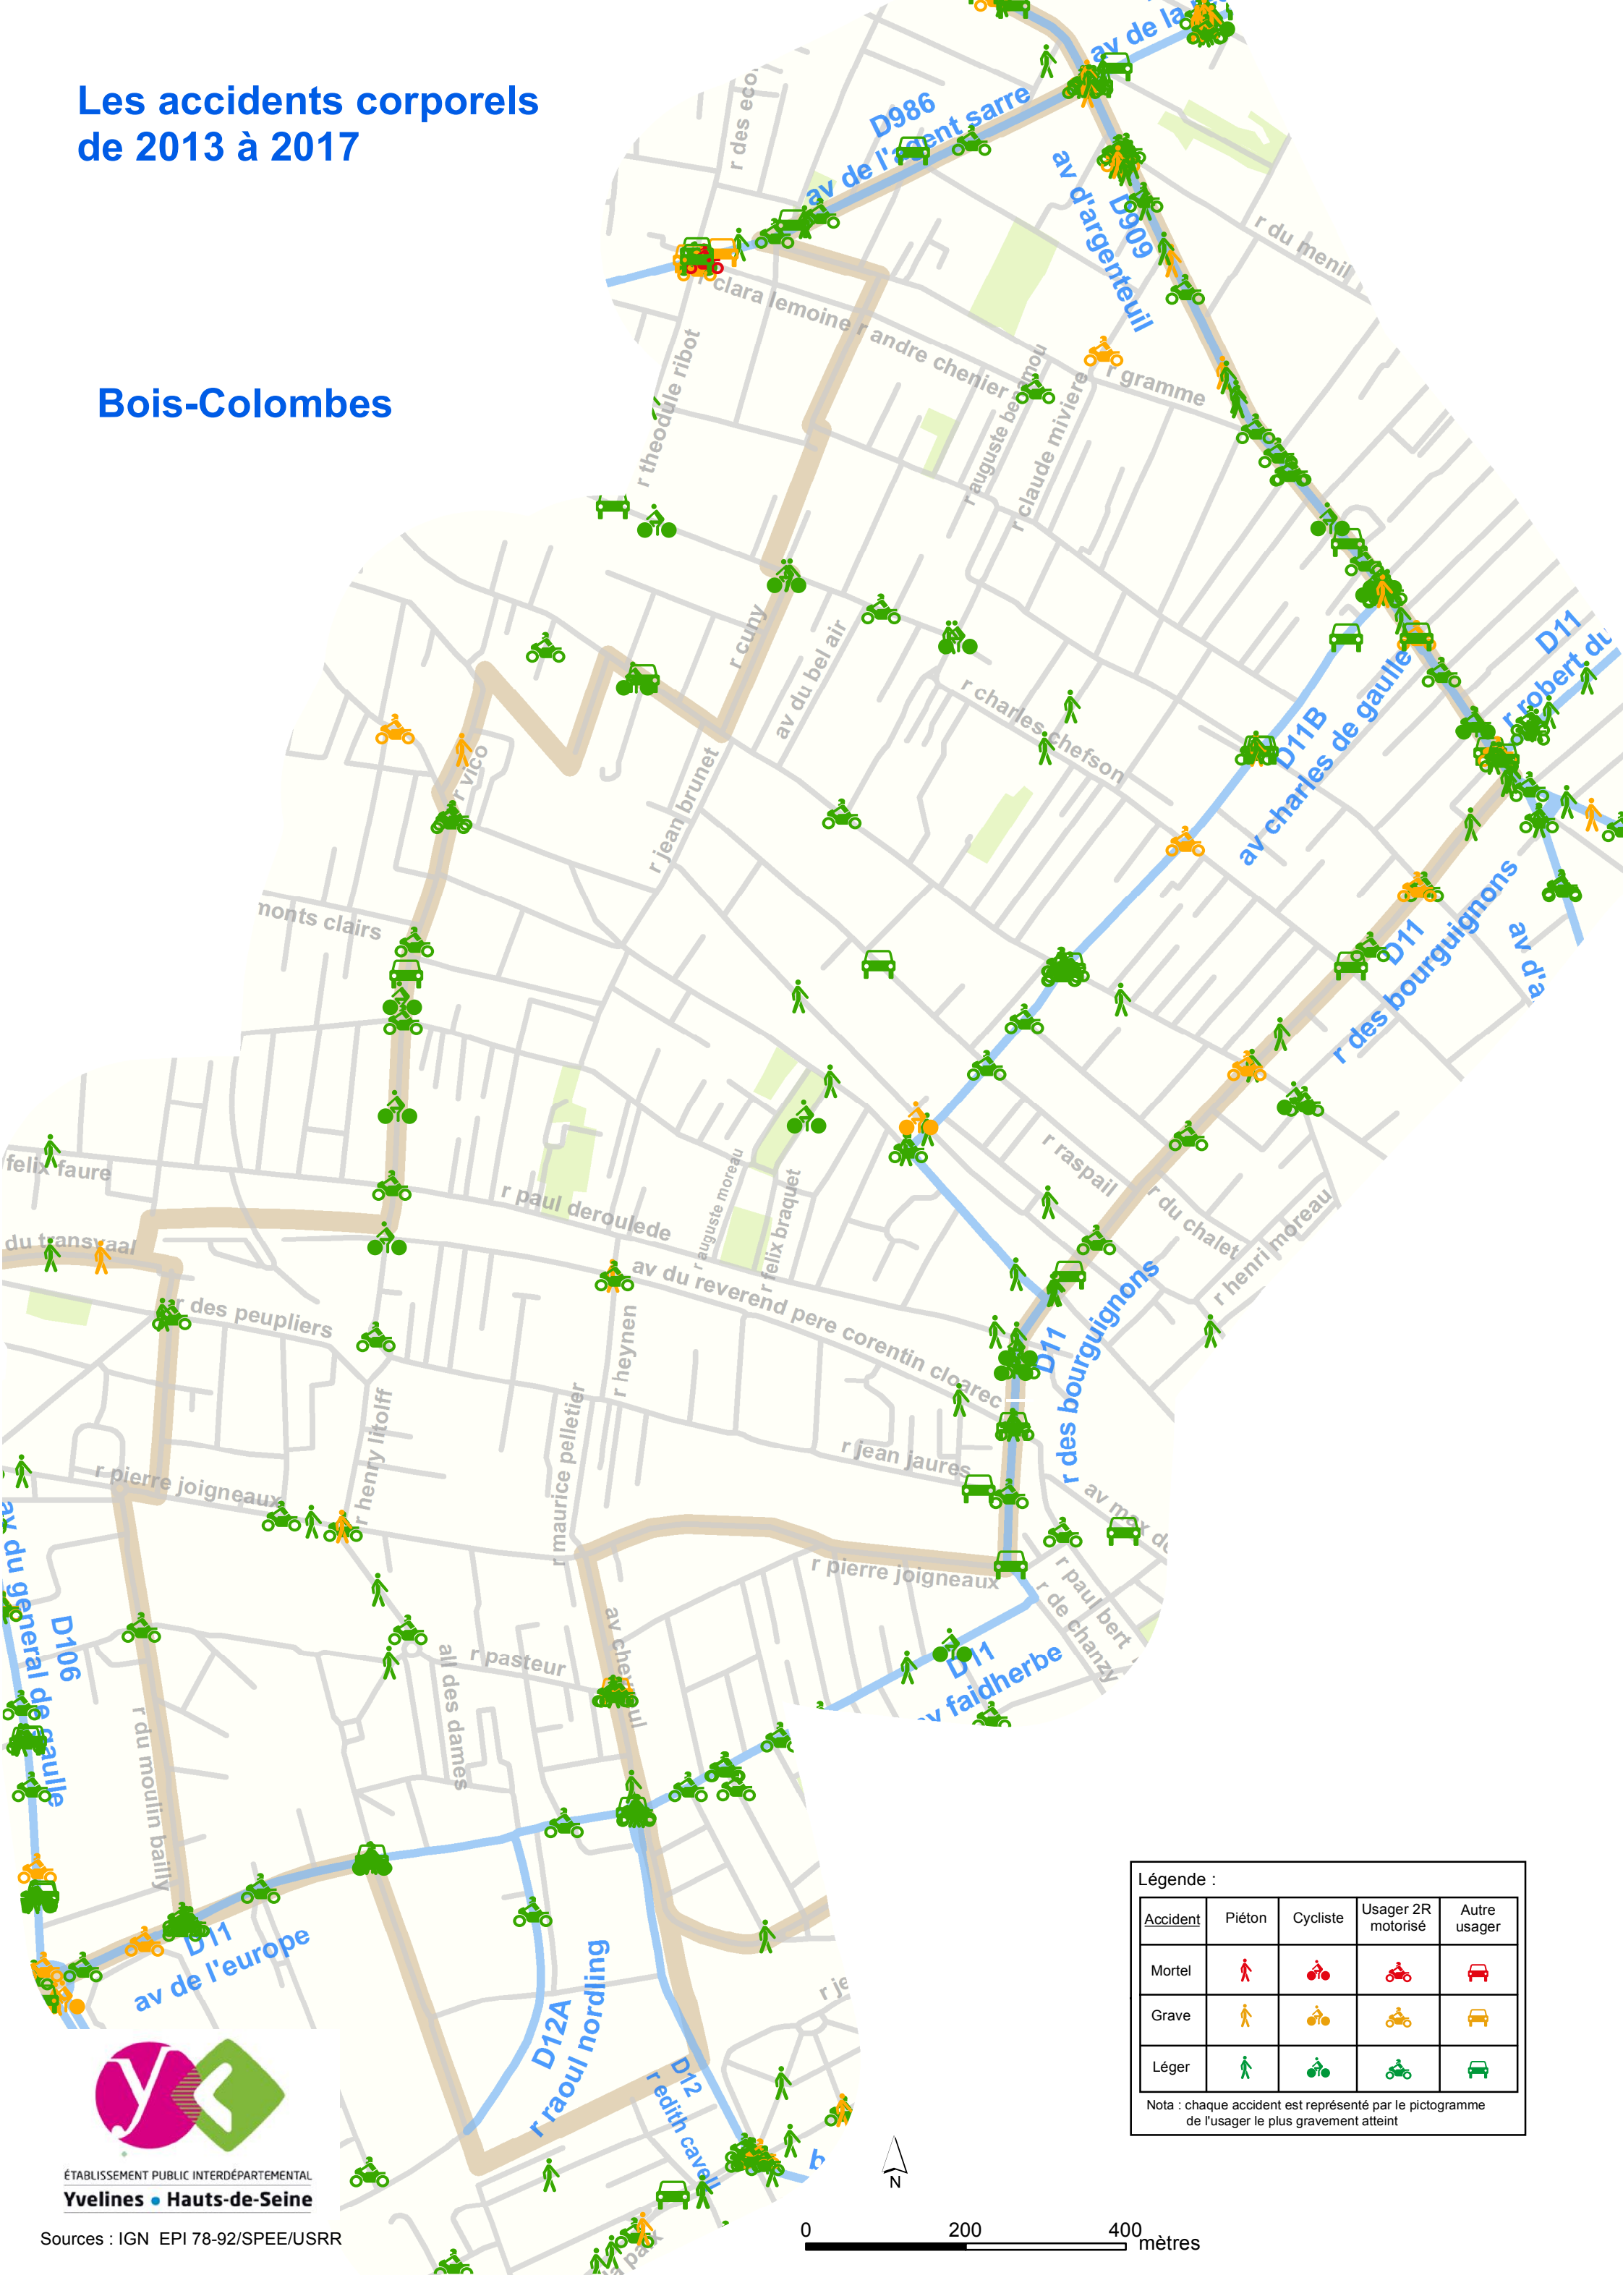 Les accidents corporels
de 2013 à 2017
Bois-Colombes
av de la
D986
av de l'agent sarre
r des eco
av d'argenteuil
D909
r du menil
r clara lemoine
r andre chenier
r gramme
r theodule ribot
r auguste
r claude miviere
D11
r robert du
r cuny
av du bel air
r charles chefson
D11B
av charles de gaulle
r vico
r jean brunet
monts clairs
D11
r des bourguignons
av d'a
felix faure
r paul deroulede
r auguste moreau
r felix braquet
r raspail
r du chalet
r henri moreau
du transvaal
av du reverend pere corentin cloarec
r des peupliers
r heynen
D11
r des bourguignons
r henry litolff
r maurice pelletier
r jean jaures
av max de
r pierre joigneaux
r pierre joigneaux
r paul bert
r de chanzy
av du general de gaulle
D106
r pasteur
av chevreul
all des dames
D11
av faidherbe
r du moulin bailly
D11
av de l'europe
D12A
r raoul nordling
r je
D12
r edith cavell
b
park
Légende :
Accident Piéton Cycliste Usager 2R motorisé Autre usager
Mortel
Grave
Léger
Nota : chaque accident est représenté par le pictogramme
de l'usager le plus gravement atteint
yc
ÉTABLISSEMENT PUBLIC INTERDÉPARTEMENTAL
Yvelines • Hauts-de-Seine
Sources : IGN EPI 78-92/SPEE/USRR
N
0 200 400 mètres